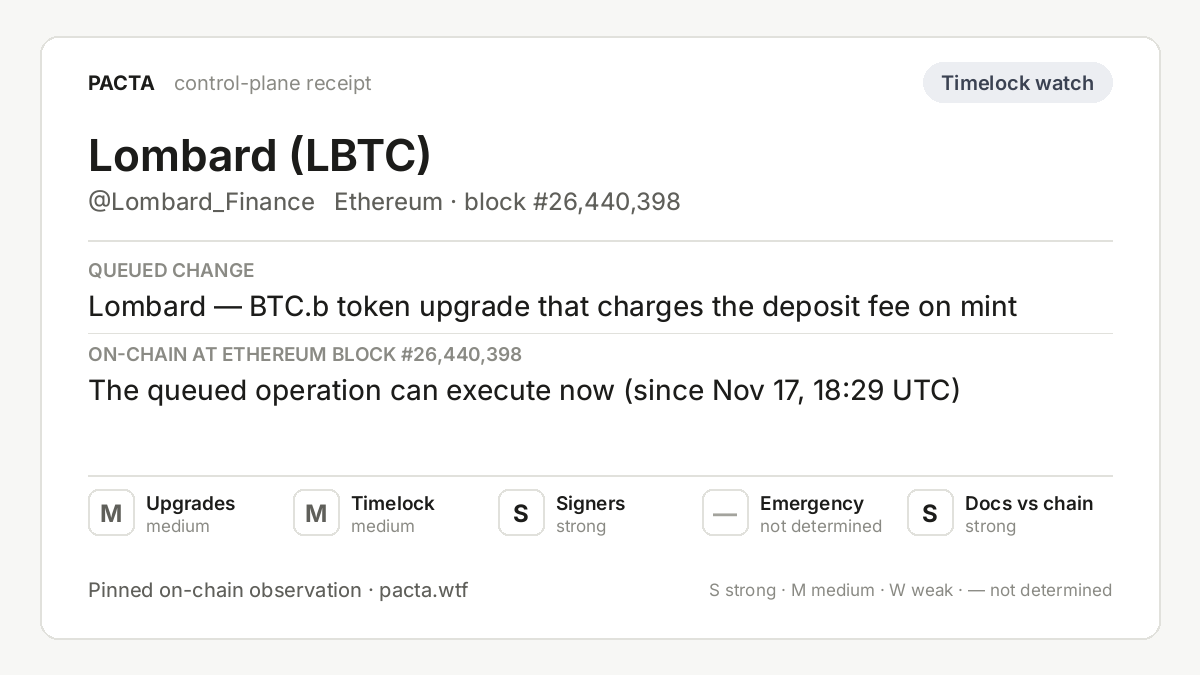 PACTA control-plane receipt Timelock watch
Lombard (LBTC)
@Lombard_Finance Ethereum · block #26,440,398
QUEUED CHANGE
Lombard — BTC.b token upgrade that charges the deposit fee on mint
ON-CHAIN AT ETHEREUM BLOCK #26,440,398
The queued operation can execute now (since Nov 17, 18:29 UTC)
M Upgrades medium
M Timelock medium
S Signers strong
— Emergency not determined
S Docs vs chain strong
Pinned on-chain observation · pacta.wtf
S strong · M medium · W weak · — not determined